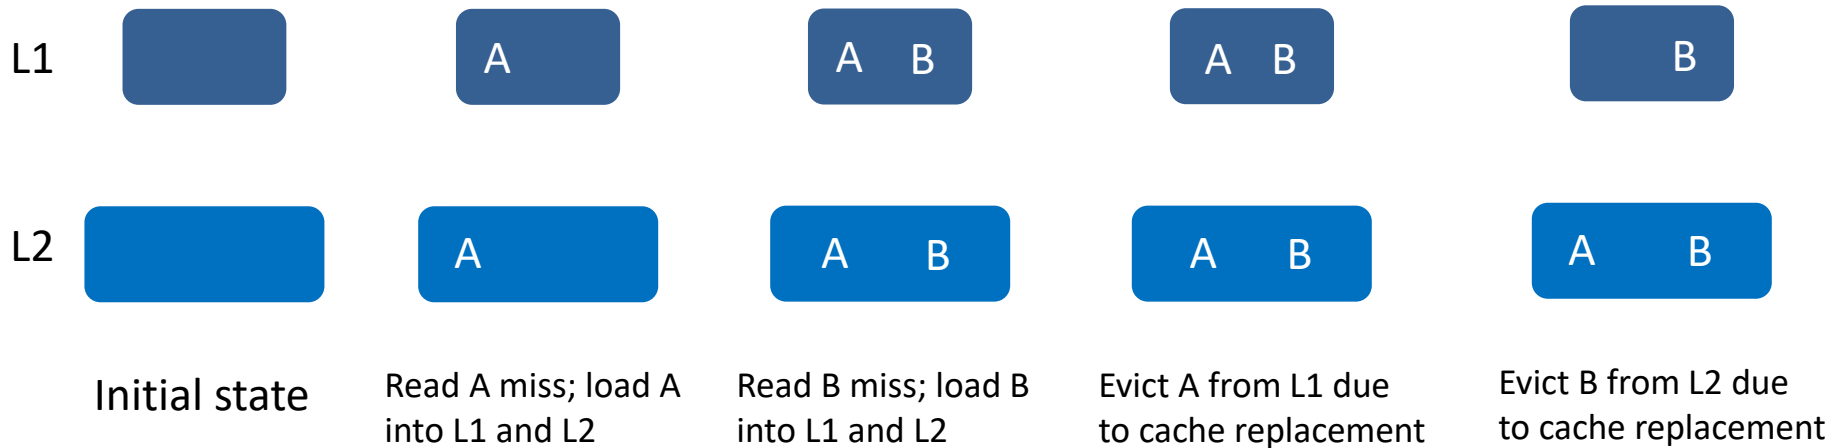 L1
A
A B
A B
B
L2
A
A B
A B
A B
Initial state
Read A miss; load A
into L1 and L2
Read B miss; load B
into L1 and L2
Evict A from L1 due
to cache replacement
Evict B from L2 due
to cache replacement